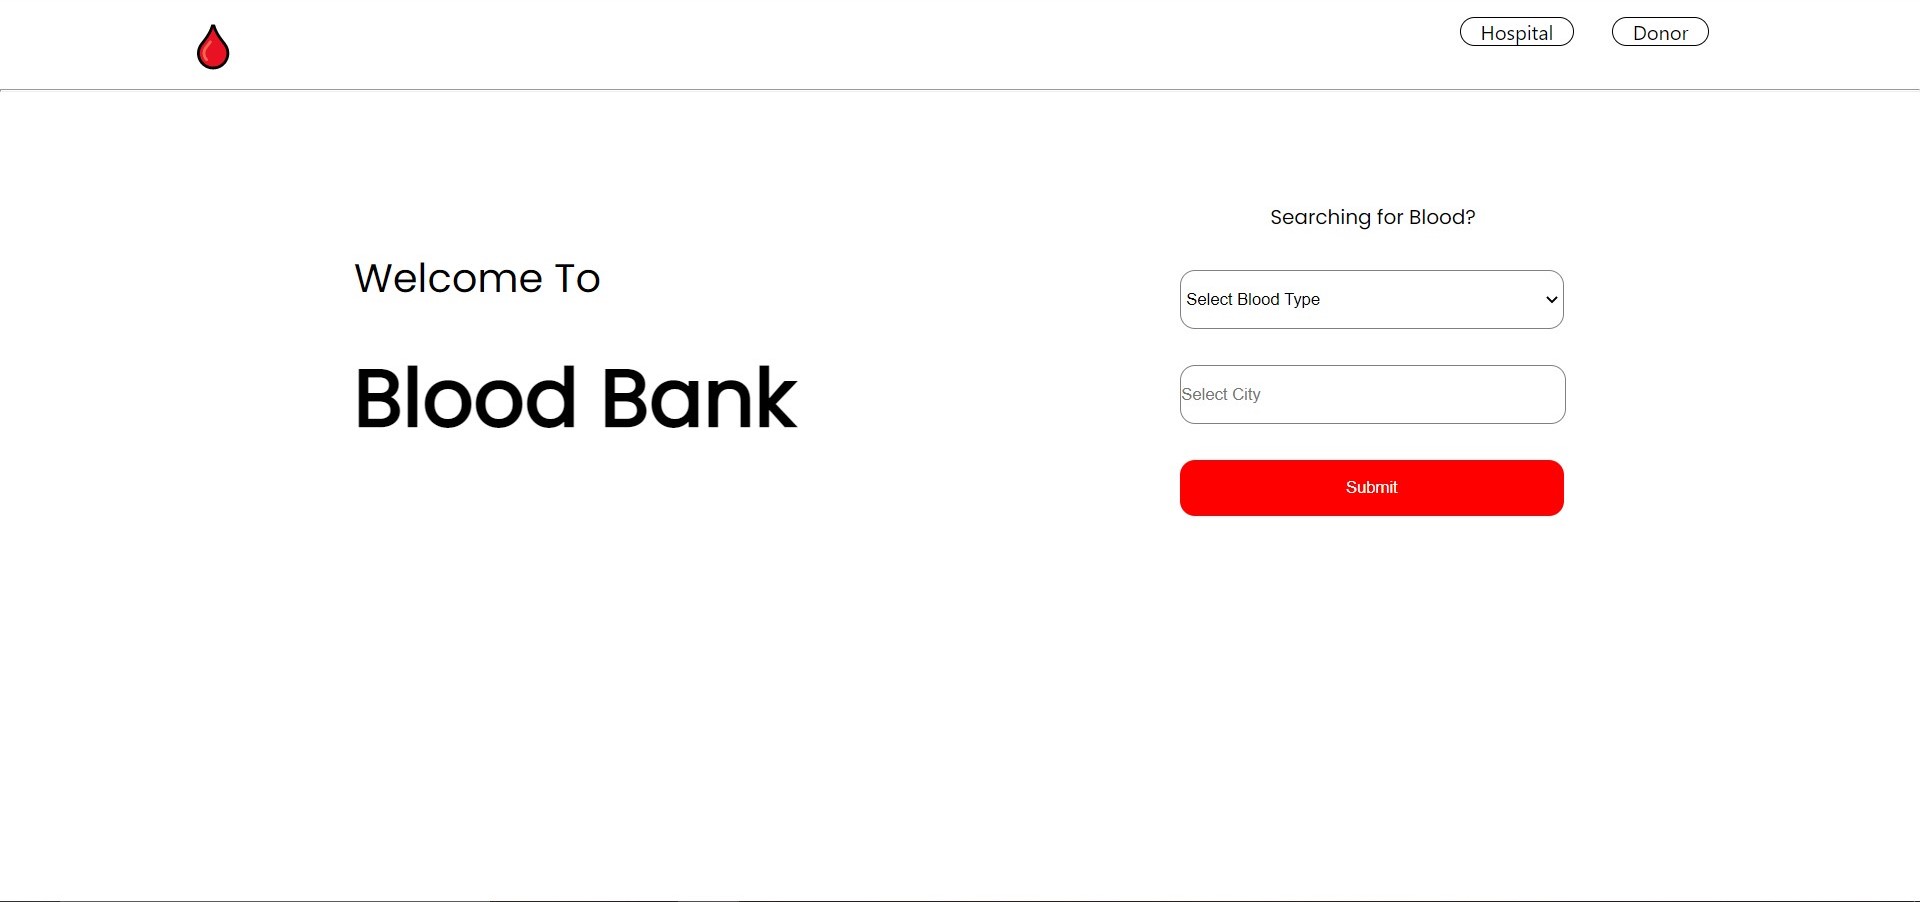 Hospital
Donor
Welcome To
Blood Bank
Searching for Blood?
Select Blood Type
Select City
Submit